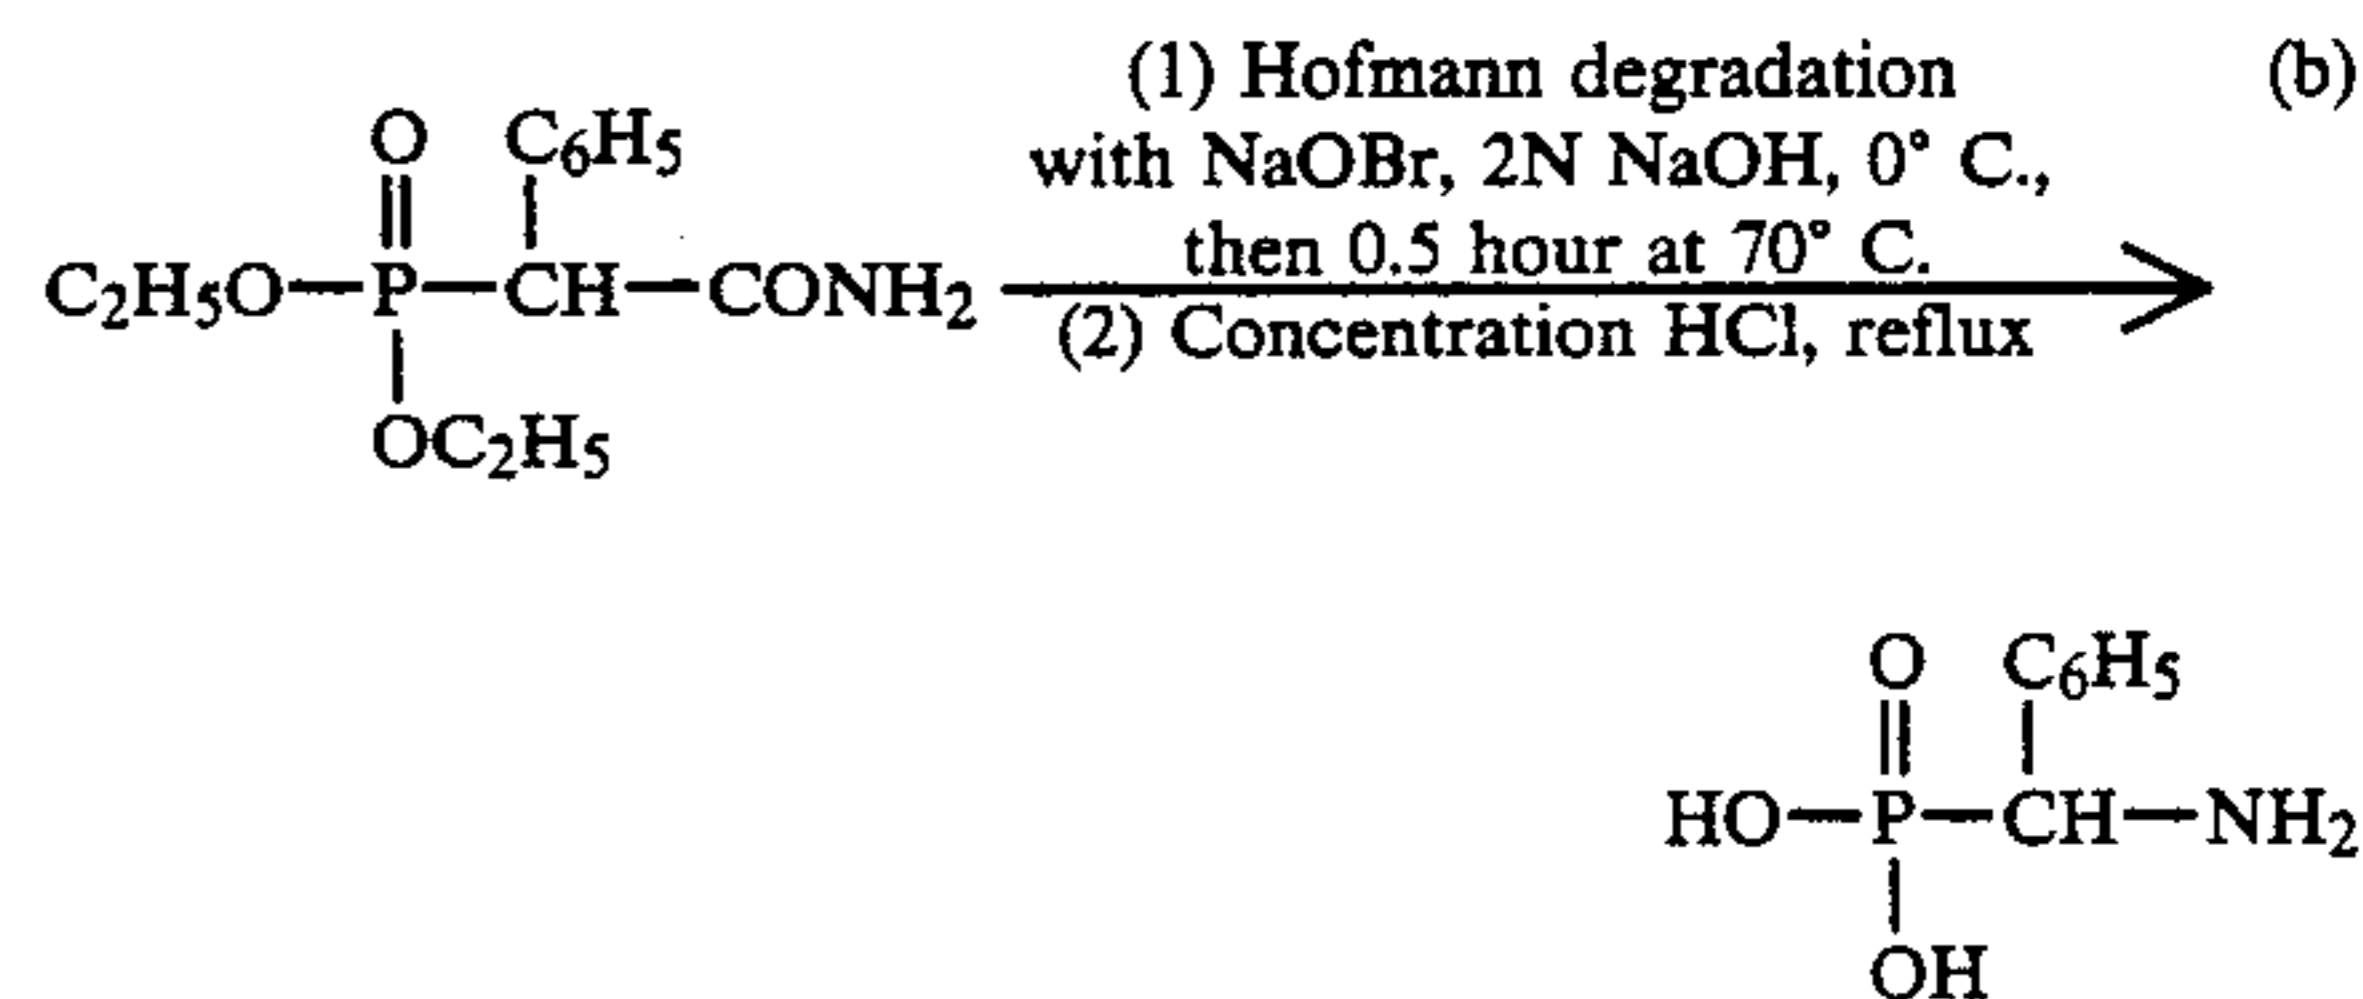 (1) Hofmann degradation (b)
with NaOBr, 2N NaOH, 0° C.,
then 0.5 hour at 70° C.
(2) Concentration HCl, reflux
O C₆H₅
C₂H₅O—P—CH—CONH₂
OC₂H₅
O C₆H₅
HO—P—CH—NH₂
OH